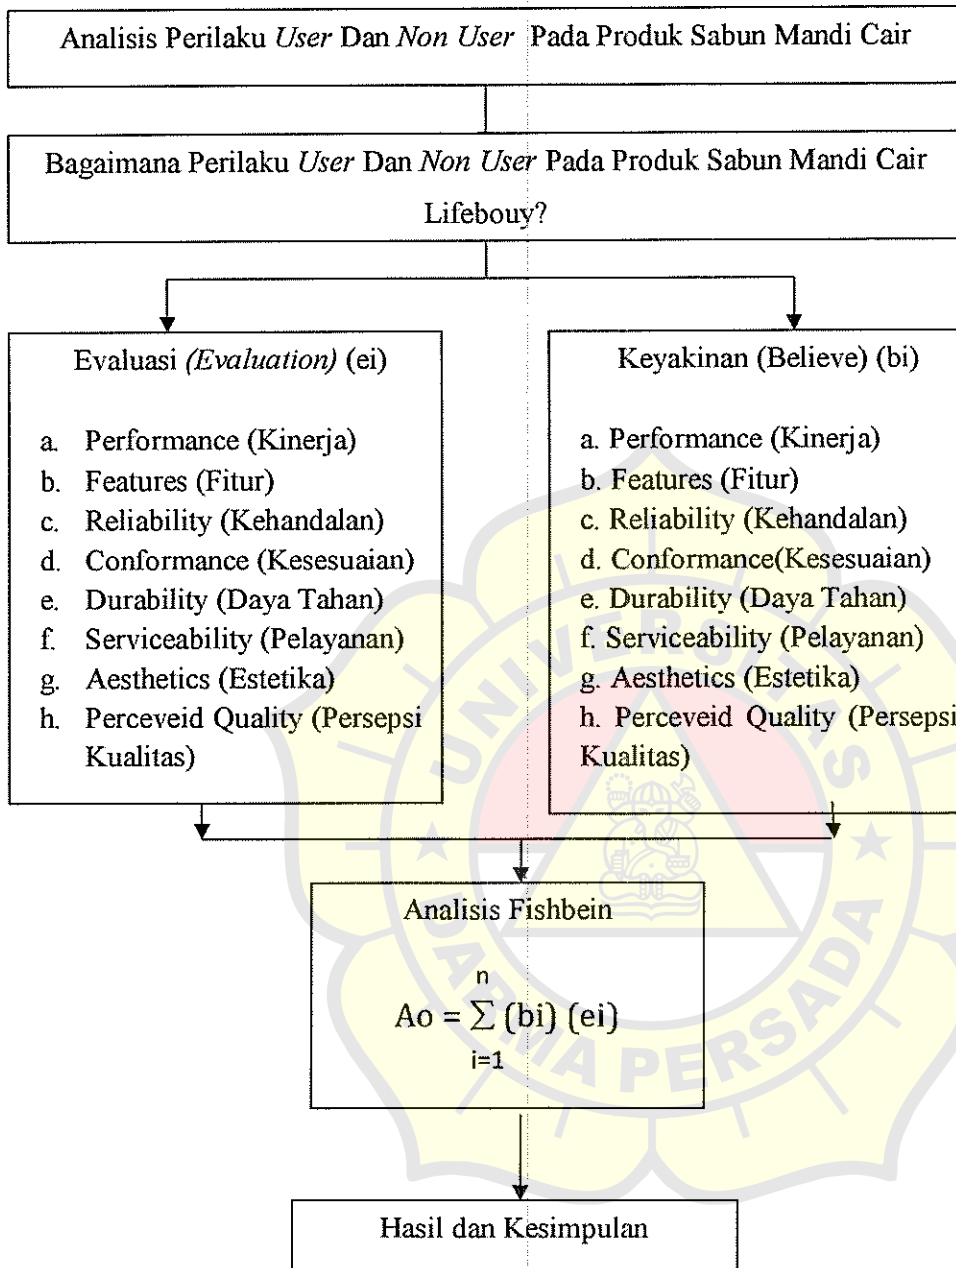 Analisis Perilaku User Dan Non User Pada Produk Sabun Mandi Cair
Bagaimana Perilaku User Dan Non User Pada Produk Sabun Mandi Cair
Lifebouy?
Evaluasi (Evaluation) (ei)
a. Performance (Kinerja)
b. Features (Fitur)
c. Reliability (Kehandalan)
d. Conformance (Kesesuaian)
e. Durability (Daya Tahan)
f. Serviceability (Pelayanan)
g. Aesthetics (Estetika)
h. Perceveid Quality (Persepsi
Kualitas)
Keyakinan (Believe) (bi)
a. Performance (Kinerja)
b. Features (Fitur)
c. Reliability (Kehandalan)
d. Conformance(Kesesuaian)
e. Durability (Daya Tahan)
f. Serviceability (Pelayanan)
g. Aesthetics (Estetika)
h. Perceveid Quality (Persepsi
Kualitas)
Analisis Fishbein
n
Ao = ∑ (bi) (ei)
i=1
Hasil dan Kesimpulan
UNIVERSITAS
DARMA PERSADA